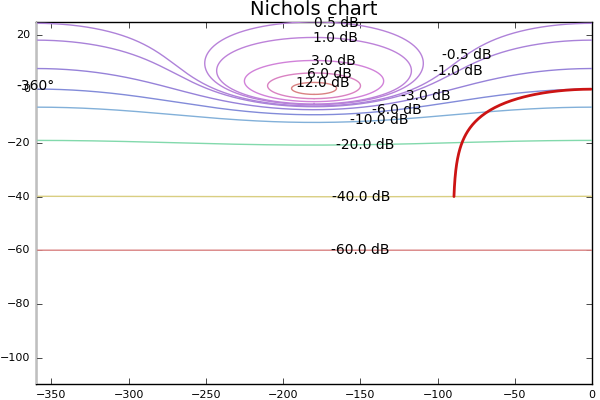 Nichols chart
20
0
−20
−40
−60
−80
−100
-360°
0.5 dB
1.0 dB
3.0 dB
6.0 dB
12.0 dB
-0.5 dB
-1.0 dB
-3.0 dB
-6.0 dB
-10.0 dB
-20.0 dB
-40.0 dB
-60.0 dB
−350 −300 −250 −200 −150 −100 −50 0